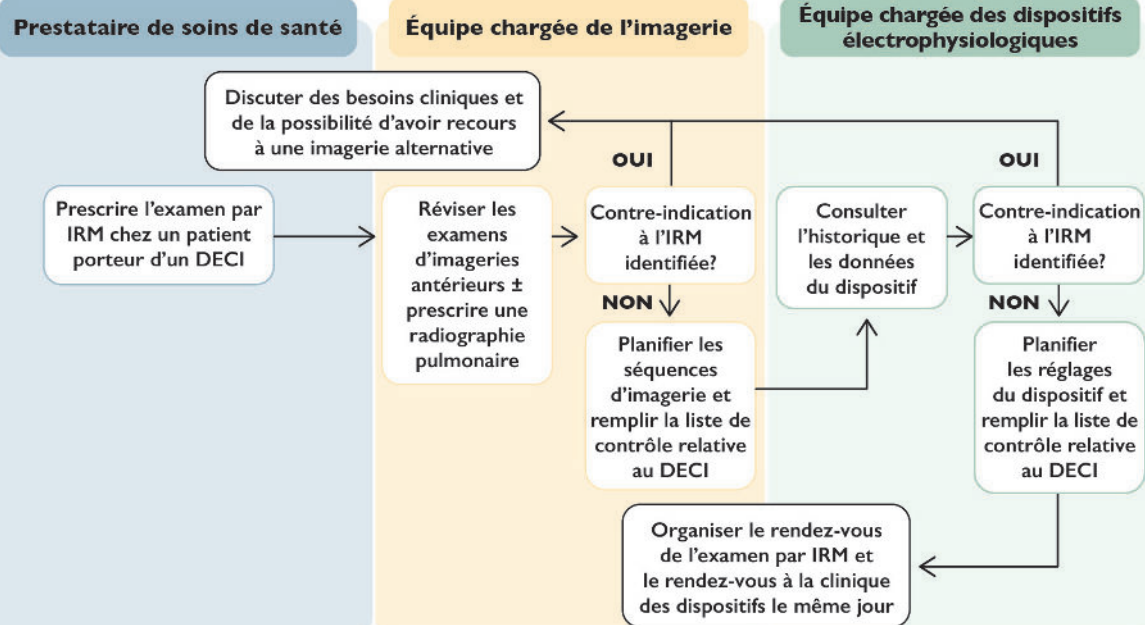 Prestataire de soins de santé
Équipe chargée de l'imagerie
Équipe chargée des dispositifs
électrophysiologiques
Discuter des besoins cliniques et
de la possibilité d'avoir recours
à une imagerie alternative
OUI
OUI
Prescrire l'examen par
IRM chez un patient
porteur d'un DECI
Réviser les
examens
d'imageries
antérieurs ±
prescrire une
radiographie
pulmonaire
Contre-indication
à l'IRM
identifiée?
NON
Planifier les
séquences
d'imagerie et
remplir la liste de
contrôle relative
au DECI
Consulter
l'historique et
les données
du dispositif
Contre-indication
à l'IRM
identifiée?
NON
Planifier
les réglages
du dispositif et
remplir la liste de
contrôle relative
au DECI
Organiser le rendez-vous
de l'examen par IRM et
le rendez-vous à la clinique
des dispositifs le même jour